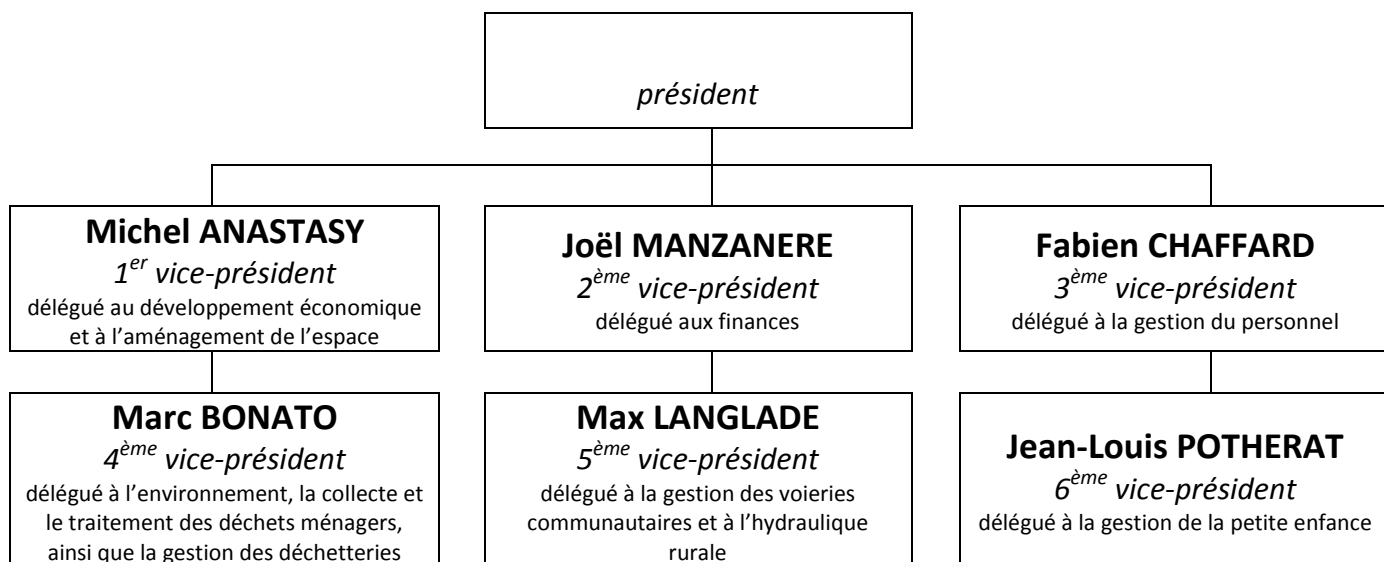 président
Michel ANASTASY
1er vice-président
délégué au développement économique
et à l’aménagement de l’espace
Joël MANZANERE
2ème vice-président
délégué aux finances
Fabien CHAFFARD
3ème vice-président
délégué à la gestion du personnel
Marc BONATO
4ème vice-président
délégué à l’environnement, la collecte et
le traitement des déchets ménagers,
ainsi que la gestion des déchetteries
Max LANGLADE
5ème vice-président
délégué à la gestion des voieries
communautaires et à l’hydraulique
rurale
Jean-Louis POTHERAT
6ème vice-président
délégué à la gestion de la petite enfance